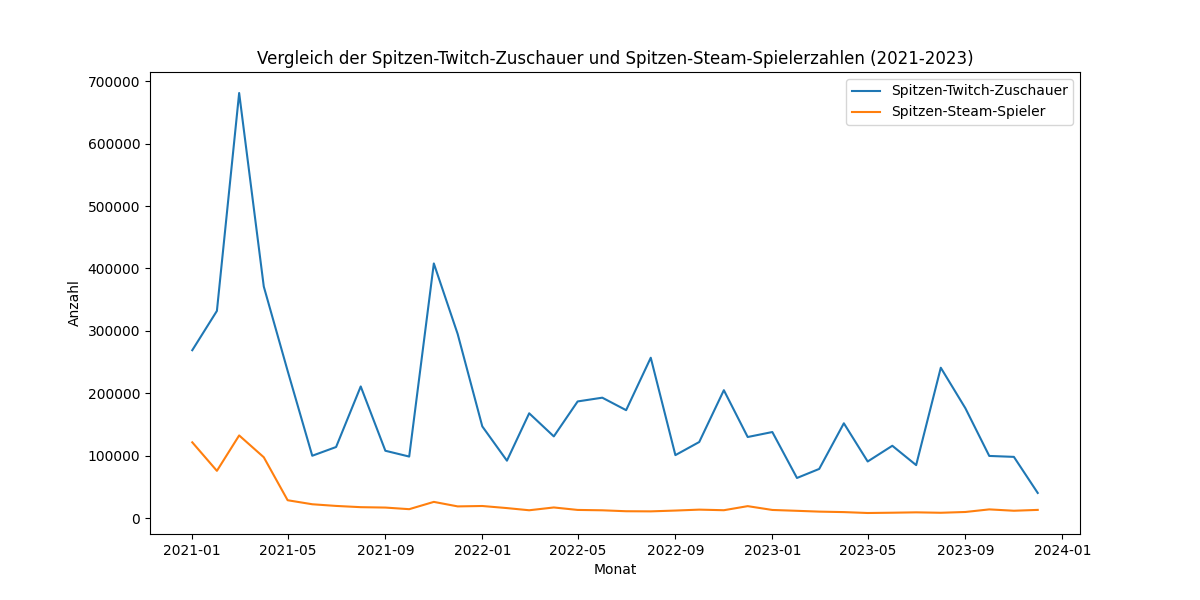 Vergleich der Spitzen-Twitch-Zuschauer und Spitzen-Steam-Spielerzahlen (2021-2023)
Spitzen-Twitch-Zuschauer
Spitzen-Steam-Spieler
700000
600000
500000
400000
300000
200000
100000
0
Anzahl
2021-01 2021-05 2021-09 2022-01 2022-05 2022-09 2023-01 2023-05 2023-09 2024-01
Monat